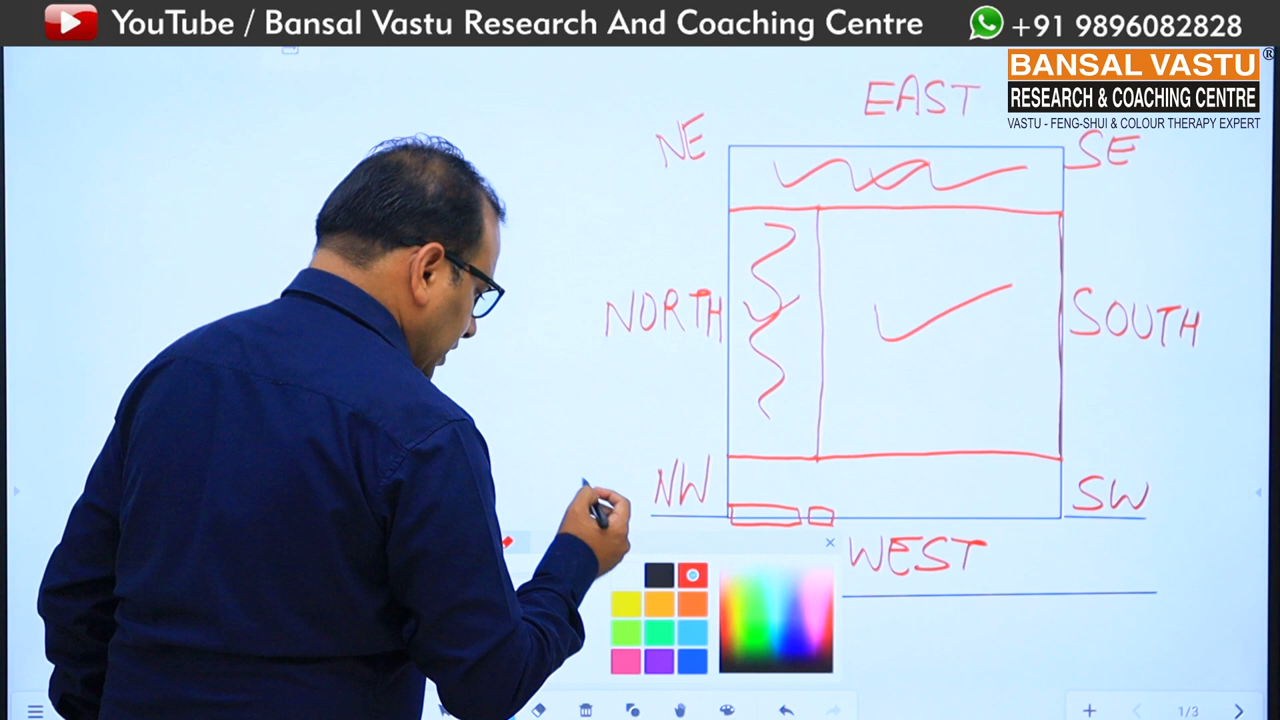 YouTube / Bansal Vastu Research And Coaching Centre
+91 9896082828
BANSAL VASTU ®
RESEARCH & COACHING CENTRE
VASTU - FENG-SHUI & COLOUR THERAPY EXPERT
EAST
NE
SE
NORTH
SOUTH
NW
SW
WEST
1/3